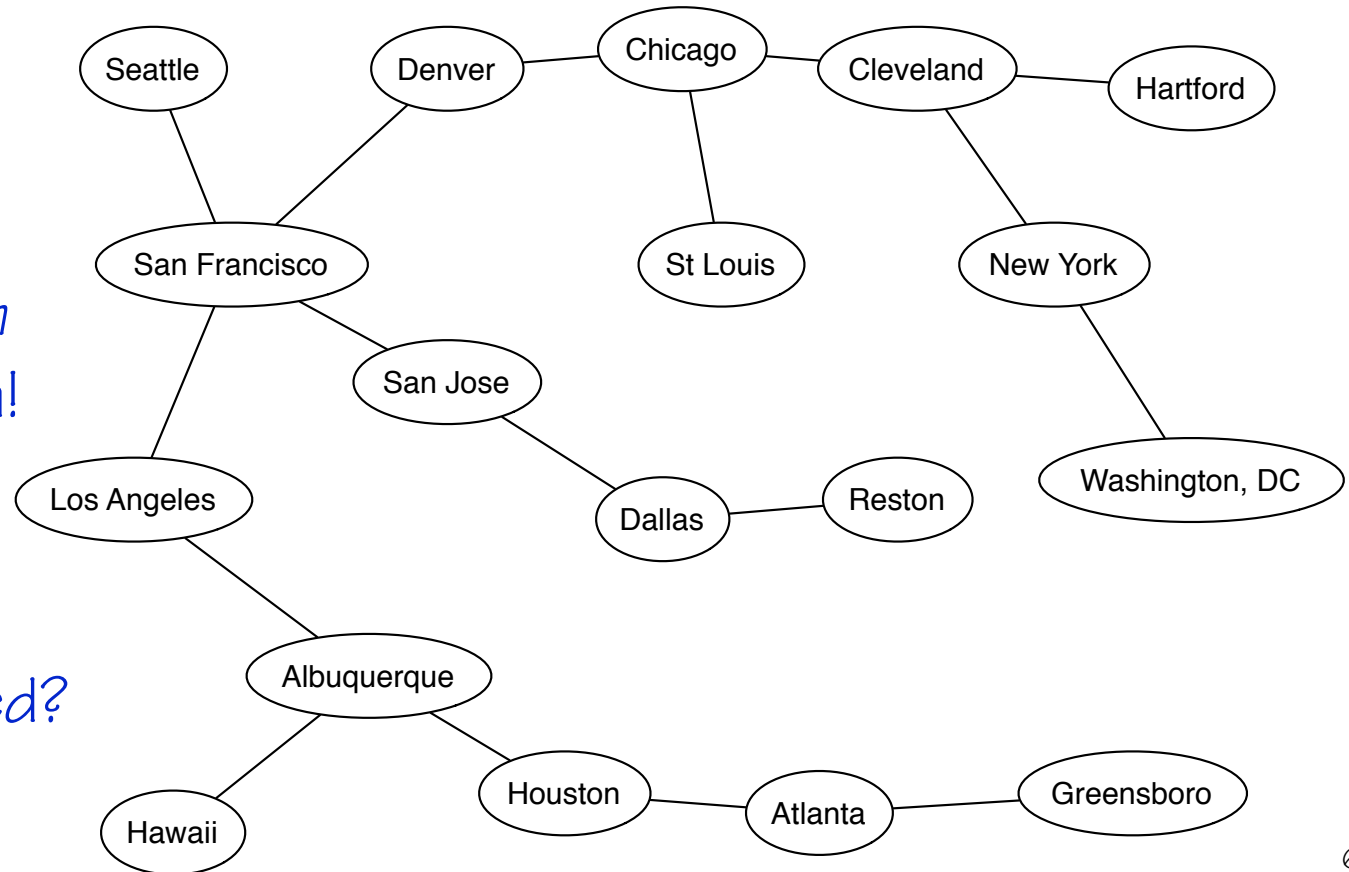 Chicago
Seattle
Denver
Cleveland
Hartford
San Francisco
St Louis
New York
San Jose
Los Angeles
Dallas
Reston
Washington, DC
Albuquerque
Houston
Atlanta
Greensboro
Hawaii